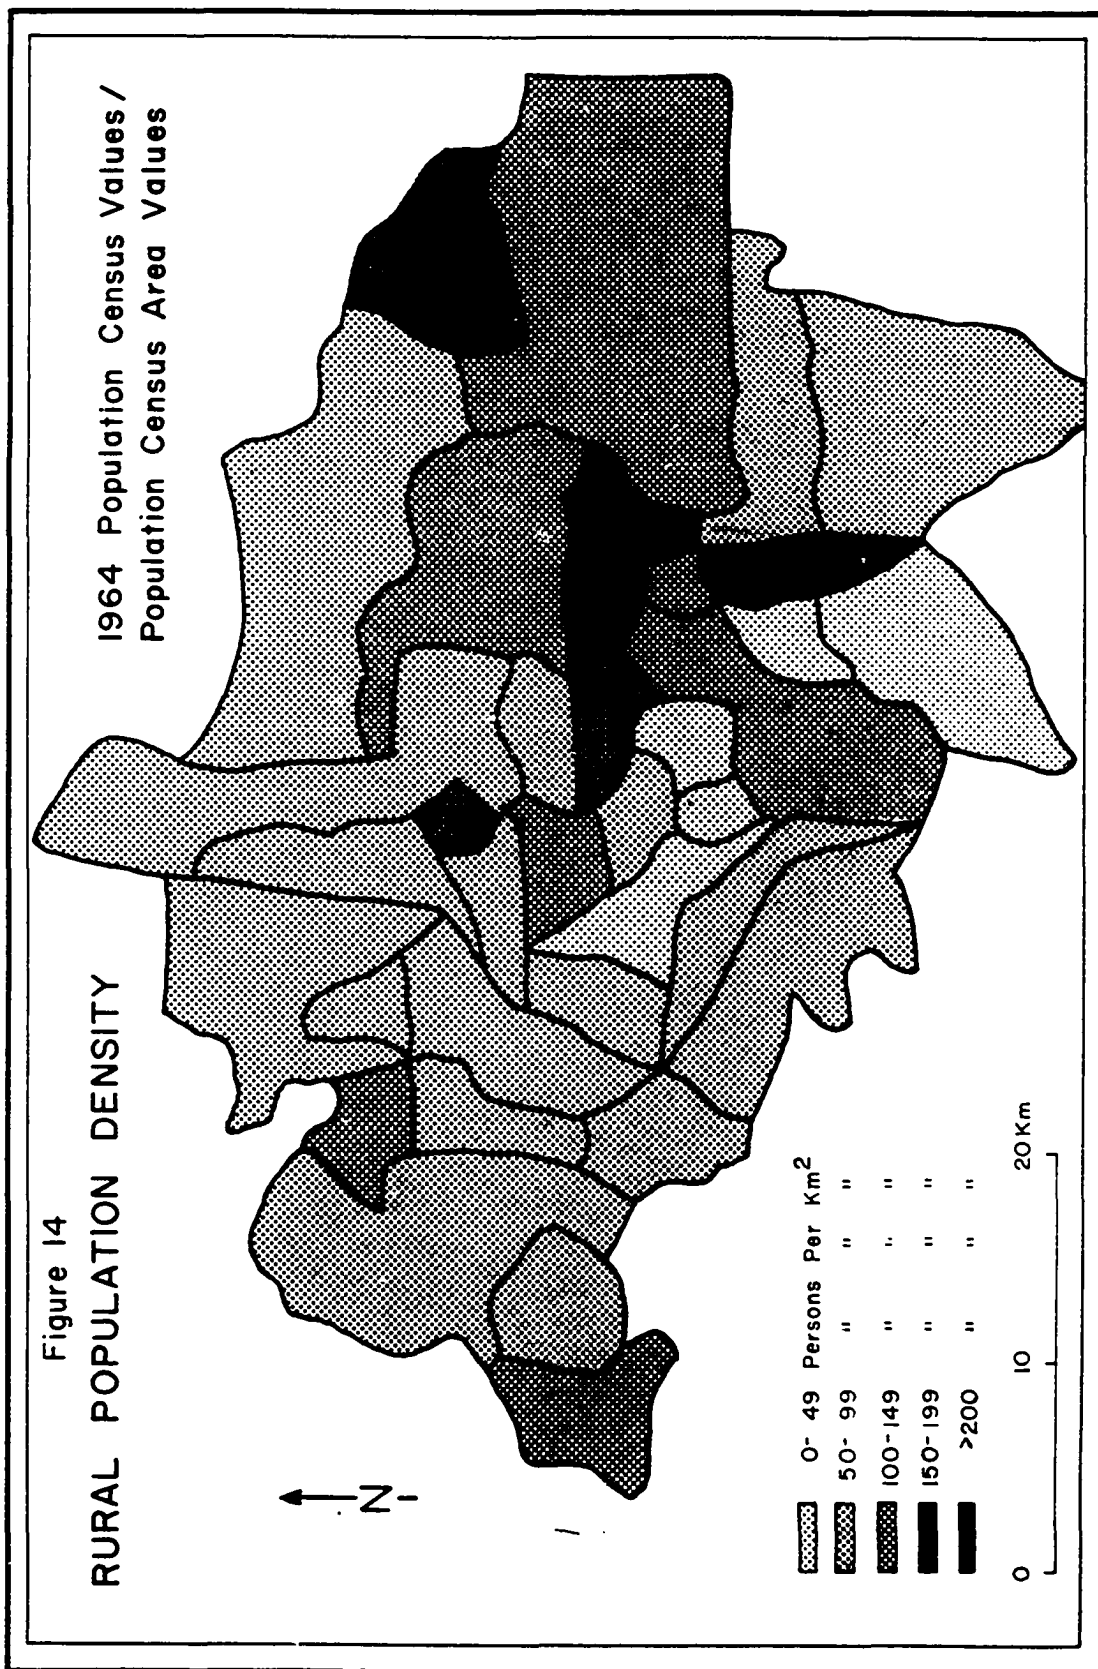 Figure 14
RURAL POPULATION DENSITY
1964 Population Census Values/
Population Census Area Values
N
0- 49 Persons Per Km²
50- 99 " " "
100-149 " " "
150-199 " " "
>200 " " "
0 10 20 Km